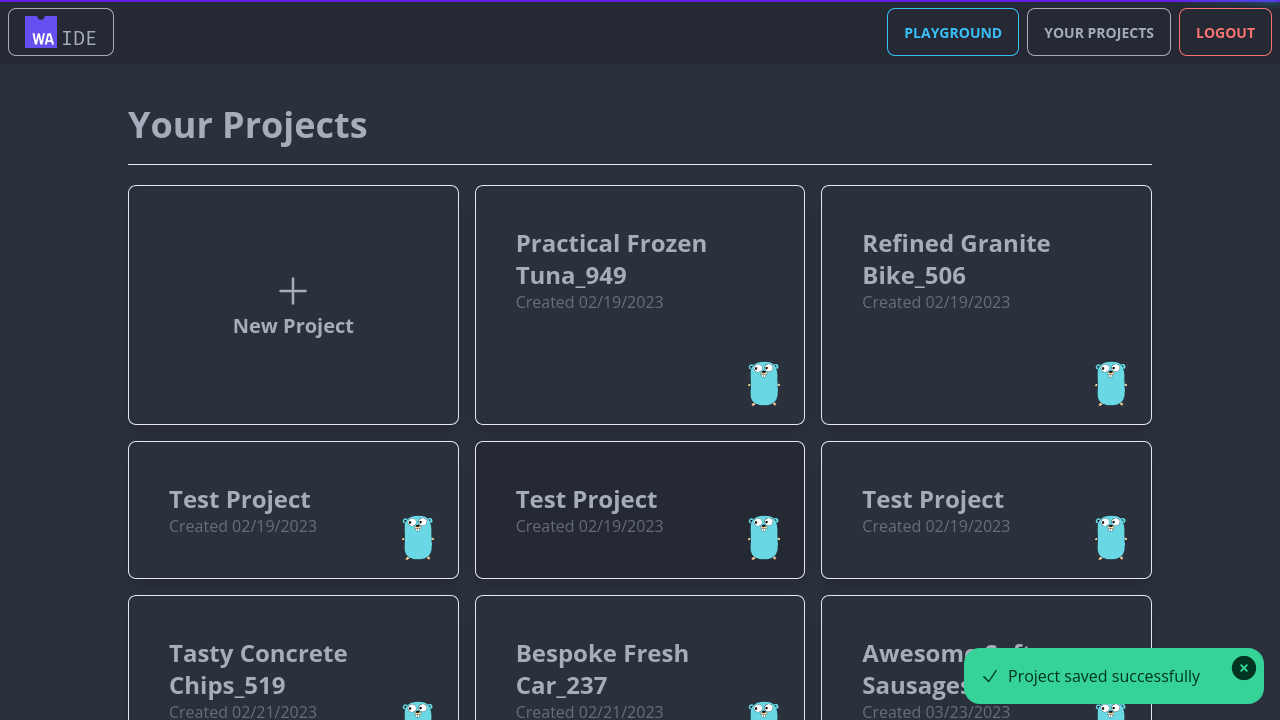 WA IDE
PLAYGROUND
YOUR PROJECTS
LOGOUT
Your Projects
New Project
Practical Frozen
Tuna_949
Created 02/19/2023
Refined Granite
Bike_506
Created 02/19/2023
Test Project
Created 02/19/2023
Test Project
Created 02/19/2023
Test Project
Created 02/19/2023
Tasty Concrete
Chips_519
Created 02/21/2023
Bespoke Fresh
Car_237
Created 02/21/2023
Awesome Soft
Sausages
Created 03/23/2023
Project saved successfully